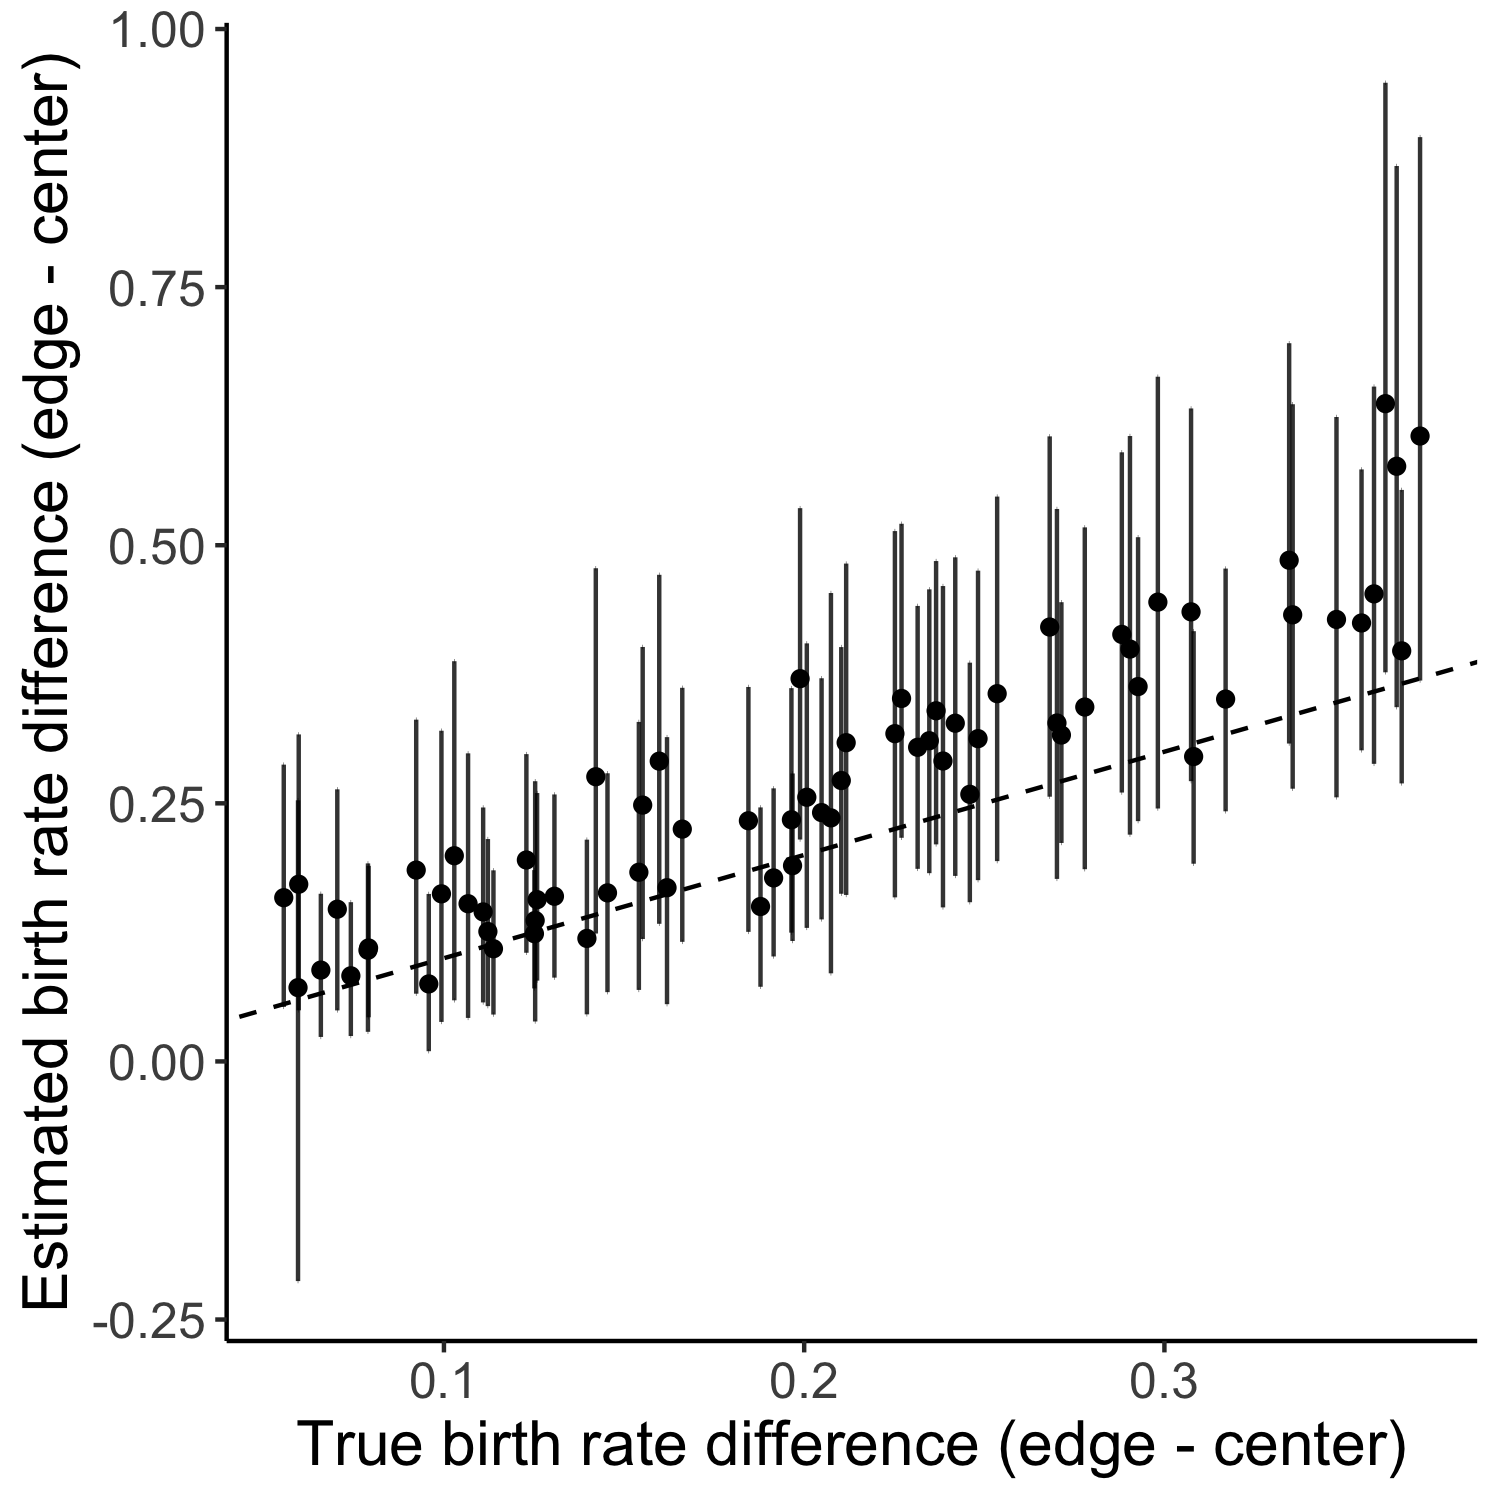 Estimated birth rate difference (edge - center)
1.00
0.75
0.50
0.25
0.00
-0.25
0.1 0.2 0.3
True birth rate difference (edge - center)